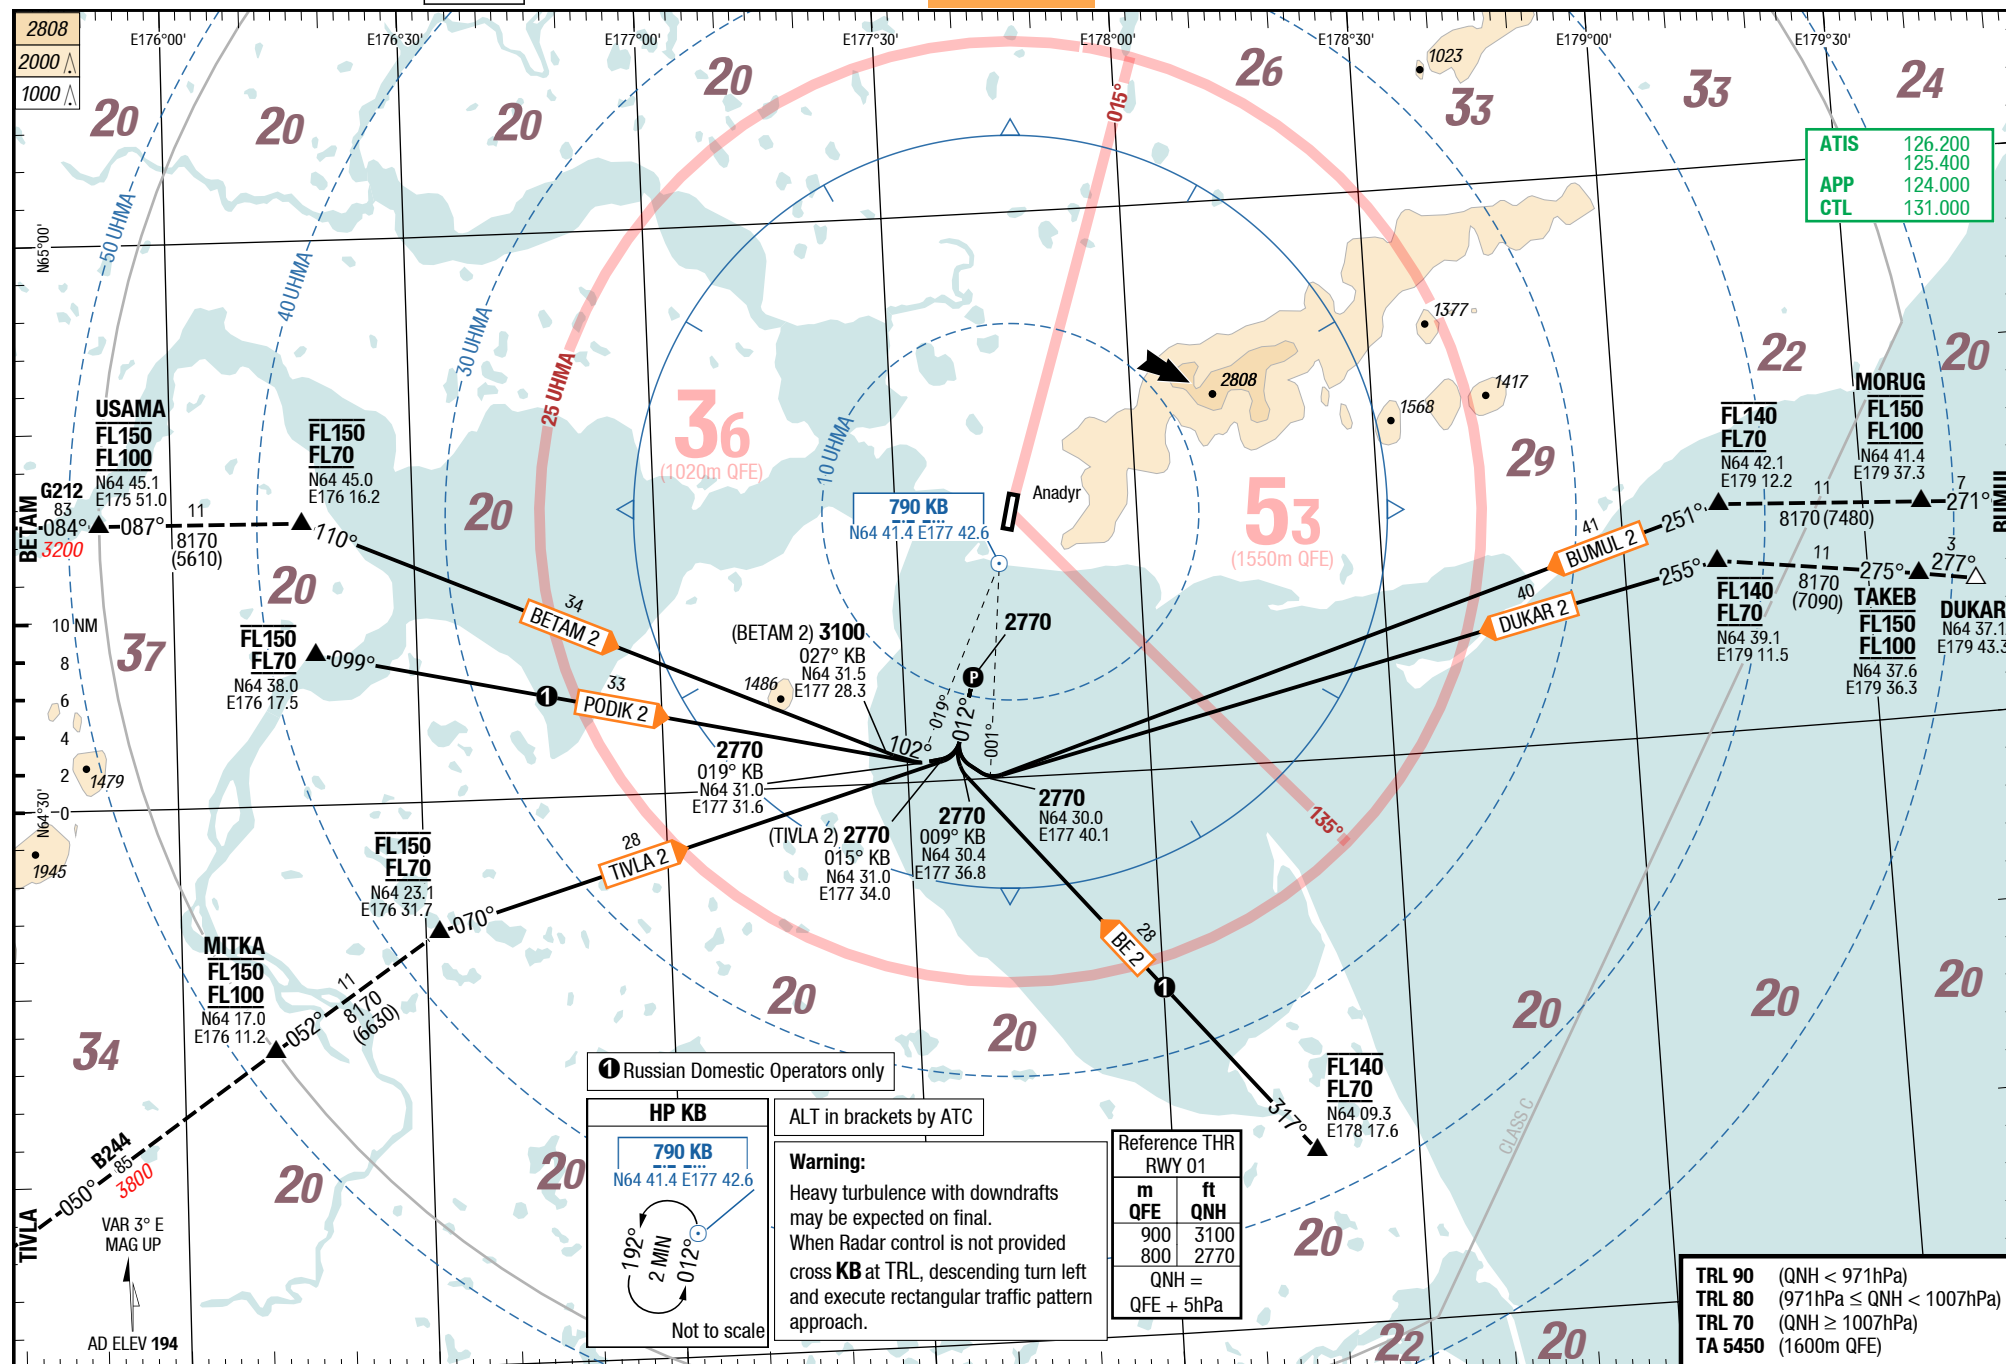 2808
2000
1000
E176°00'
E176°30'
E177°00'
E177°30'
E178°00'
E178°30'
E179°00'
E179°30'
20
20
20
20
26
33
33
24
1023
015°
ATIS 126.200
125.400
APP 124.000
CTL 131.000
N65°00'
50 UHMA
40 UHMA
30 UHMA
25 UHMA
10 UHMA
36
(1020m QFE)
53
(1550m QFE)
1377
2808
1417
1568
22
20
29
20
Anadyr
USAMA
FL150
FL100
N64 45.1
E175 51.0
FL150
FL70
N64 45.0
E176 16.2
BETAM
G212
83
084°
3200
087°
11
8170
(5610)
110°
34
BETAM 2
790 KB
N64 41.4 E177 42.6
MORUG
FL150
FL100
N64 41.4
E179 37.3
FL140
FL70
N64 42.1
E179 12.2
7
271°
BUMUL
11
8170 (7480)
251°
41
BUMUL 2
3
277°
11
275°
8170
(7090)
255°
40
DUKAR 2
FL140
FL70
N64 39.1
E179 11.5
TAKEB
FL150
FL100
N64 37.6
E179 36.3
DUKAR
N64 37.1
E179 43.3
20
10 NM
8
6
4
2
0
37
FL150
FL70
N64 38.0
E176 17.5
099°
1
33
PODIK 2
1486
(BETAM 2) 3100
027° KB
N64 31.5
E177 28.3
2770
P
019°
012°
001°
102°
2770
019° KB
N64 31.0
E177 31.6
(TIVLA 2) 2770
015° KB
N64 31.0
E177 34.0
2770
009° KB
N64 30.4
E177 36.8
2770
N64 30.0
E177 40.1
135°
1479
N64°30'
1945
FL150
FL70
N64 23.1
E176 31.7
28
TIVLA 2
070°
MITKA
FL150
FL100
N64 17.0
E176 11.2
052°
11
8170
(6630)
34
B244
85
3800
050°
TIVLA
28
BE 2
1
317°
FL140
FL70
N64 09.3
E178 17.6
20
20
20
20
20
20
20
20
22
20
CLASS C
VAR 3° E
MAG UP
AD ELEV 194
1 Russian Domestic Operators only
HP KB
790 KB
N64 41.4 E177 42.6
192°
2 MIN
012°
Not to scale
ALT in brackets by ATC
Warning:
Heavy turbulence with downdrafts
may be expected on final.
When Radar control is not provided
cross KB at TRL, descending turn left
and execute rectangular traffic pattern
approach.
Reference THR
RWY 01
m ft
QFE QNH
900 3100
800 2770
QNH =
QFE + 5hPa
TRL 90 (QNH < 971hPa)
TRL 80 (971hPa ≤ QNH < 1007hPa)
TRL 70 (QNH ≥ 1007hPa)
TA 5450 (1600m QFE)